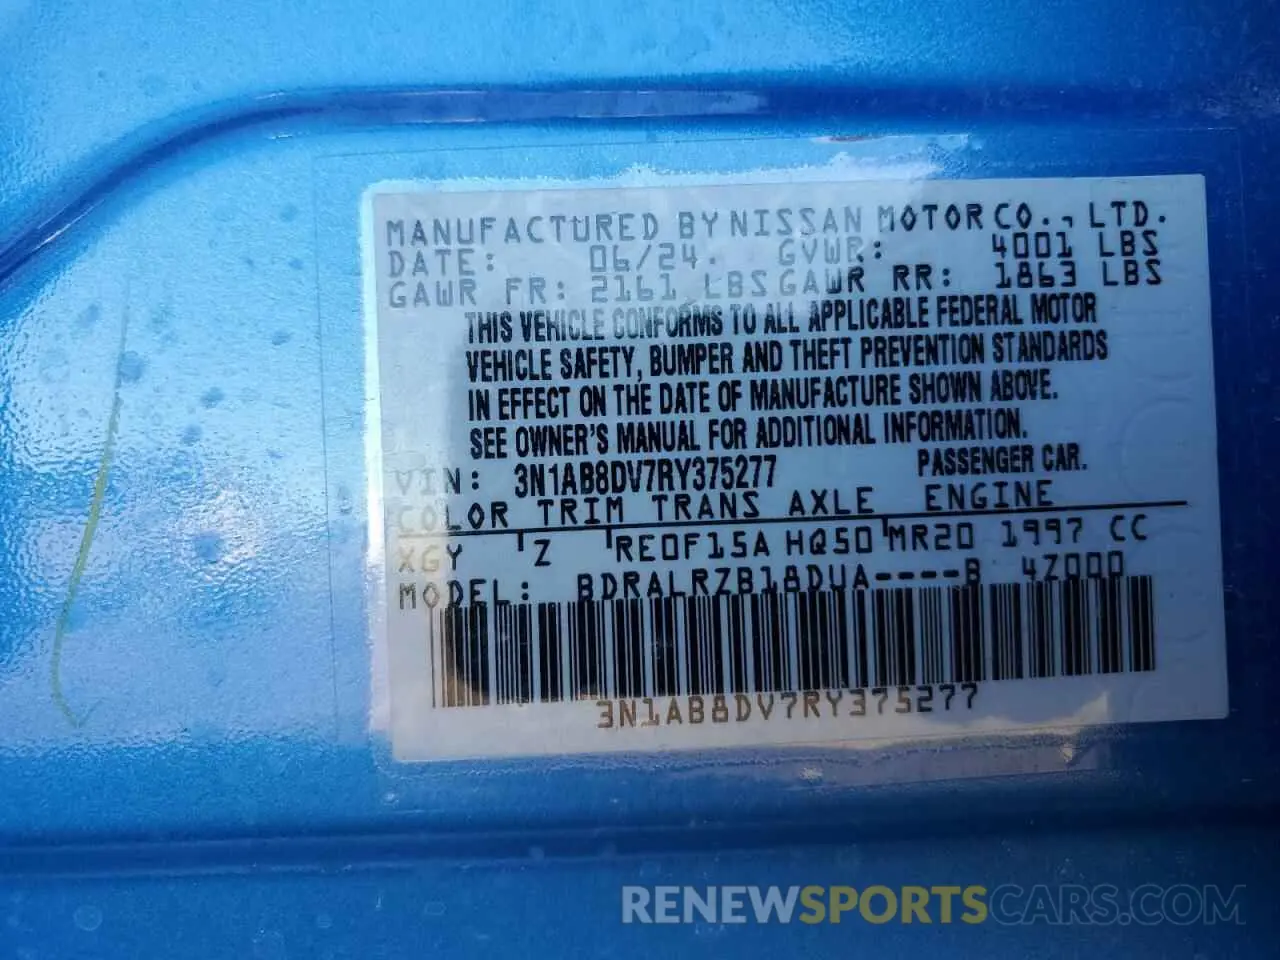 MANUFACTURED BY NISSAN MOTOR CO., LTD.
DATE: 06/24. GVWR: 4001 LBS
GAWR FR: 2161 LBS GAWR RR: 1863 LBS
THIS VEHICLE CONFORMS TO ALL APPLICABLE FEDERAL MOTOR
VEHICLE SAFETY, BUMPER AND THEFT PREVENTION STANDARDS
IN EFFECT ON THE DATE OF MANUFACTURE SHOWN ABOVE.
SEE OWNER'S MANUAL FOR ADDITIONAL INFORMATION.
VIN: 3N1AB8DV7RY375277 PASSENGER CAR.
COLOR TRIM TRANS AXLE ENGINE
XGY Z RE0F15A HQ50 MR20 1997 CC
MODEL: BDRALRZB18DUA----B 4Z000
3N1AB8DV7RY375277
RENEWSPORTSCARS.COM